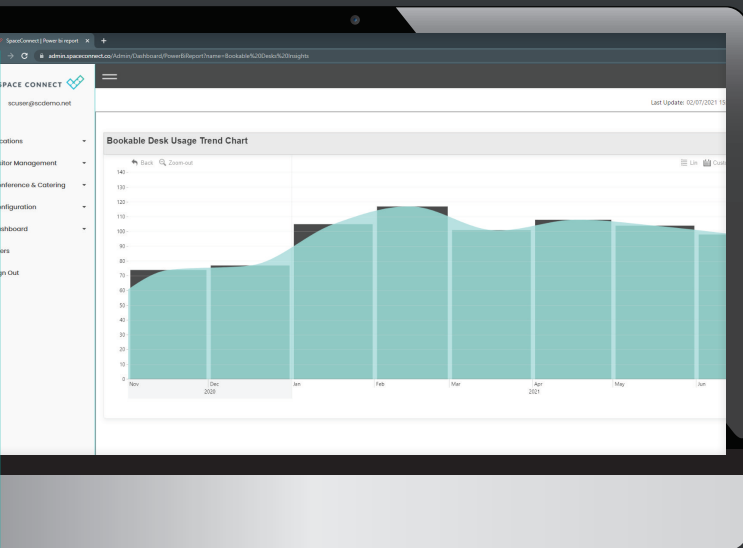 SpaceConnect | Power bi report × +
admin.spaceconnect.co/Admin/Dashboard/PowerBiReport?name=Bookable%20Desks%20Insights
SPACE CONNECT
scuser@scdemo.net
Last Update: 02/07/2021 15
cations
sitor Management
onference & Catering
onfiguration
ashboard
ers
gn Out
Bookable Desk Usage Trend Chart
Back Zoom-out Lin Custo
140
130
120
110
100
90
80
70
60
50
40
30
20
10
0
Nov Dec Jan Feb Mar Apr May Jun
2020 2021